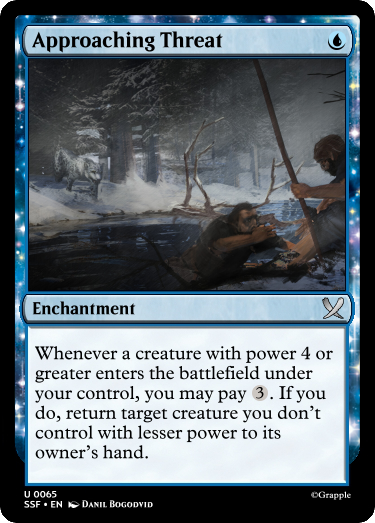 Approaching Threat
Enchantment
Whenever a creature with power 4 or
greater enters the battlefield under
your control, you may pay 3. If you
do, return target creature you don't
control with lesser power to its
owner's hand.
U 0065
©Grapple
SSF • EN Danil Bogodvid